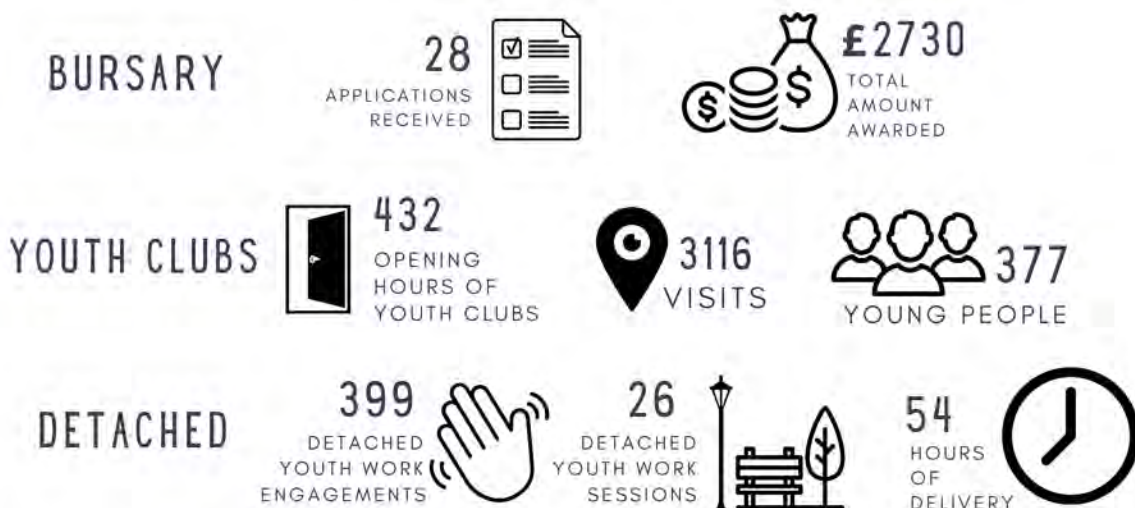 BURSARY
28
APPLICATIONS
RECEIVED
$
$
£2730
TOTAL
AMOUNT
AWARDED
YOUTH CLUBS
432
OPENING
HOURS OF
YOUTH CLUBS
3116
VISITS
377
YOUNG PEOPLE
DETACHED
399
DETACHED
YOUTH WORK
ENGAGEMENTS
26
DETACHED
YOUTH WORK
SESSIONS
54
HOURS
OF
DELIVERY